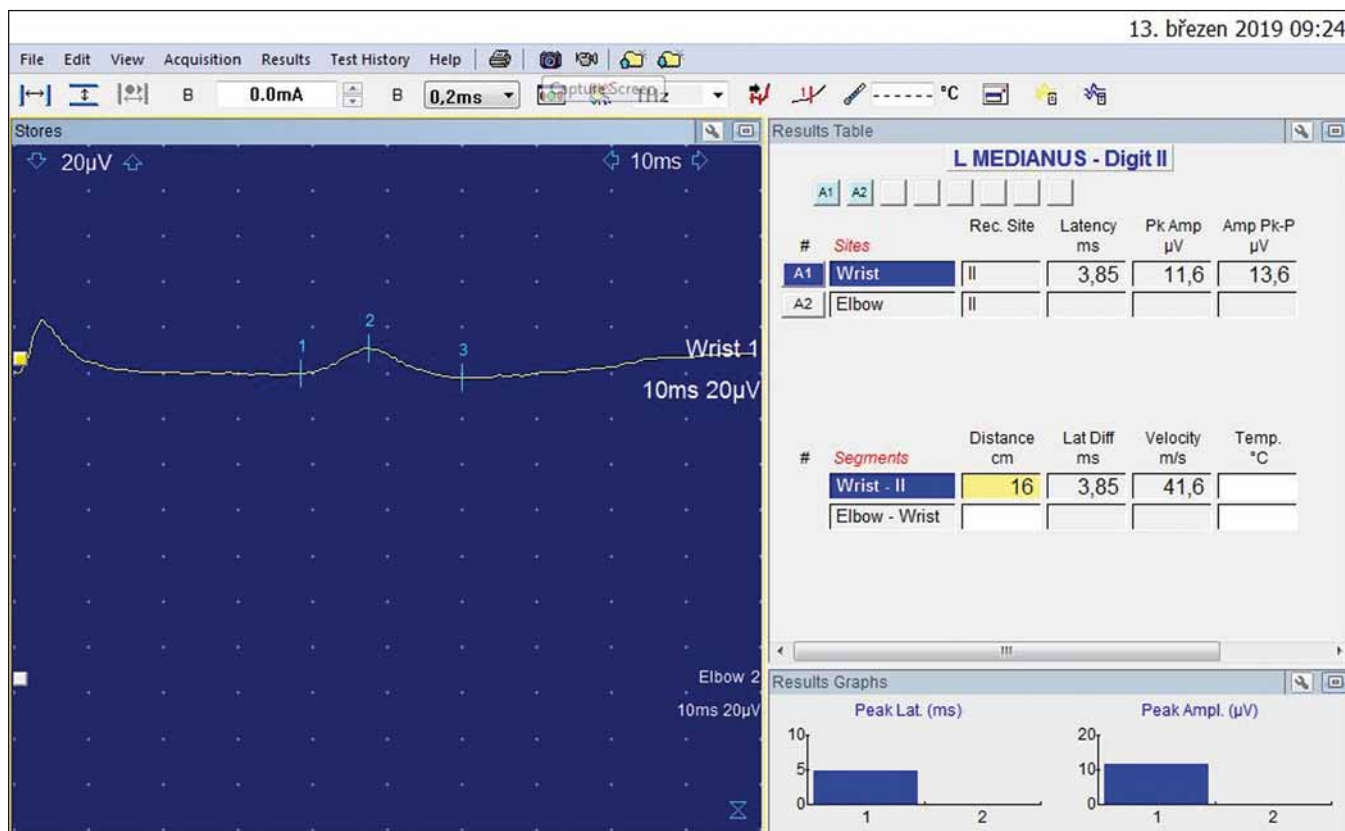 13. březen 2019 09:24
File Edit View Acquisition Results Test History Help
B 0.0mA B 0,2ms CaptureScreen Hz ------ °C
Stores
20µV 10ms
1 2 3
Wrist 1
10ms 20µV
Elbow 2
10ms 20µV
Results Table
L MEDIANUS - Digit II
A1 A2
# Sites Rec. Site Latency ms Pk Amp µV Amp Pk-P µV
A1 Wrist II 3,85 11,6 13,6
A2 Elbow II
# Segments Distance cm Lat Diff ms Velocity m/s Temp. °C
Wrist - II 16 3,85 41,6
Elbow - Wrist
Results Graphs
Peak Lat. (ms)
10
5
0
1 2
Peak Ampl. (µV)
20
10
0
1 2